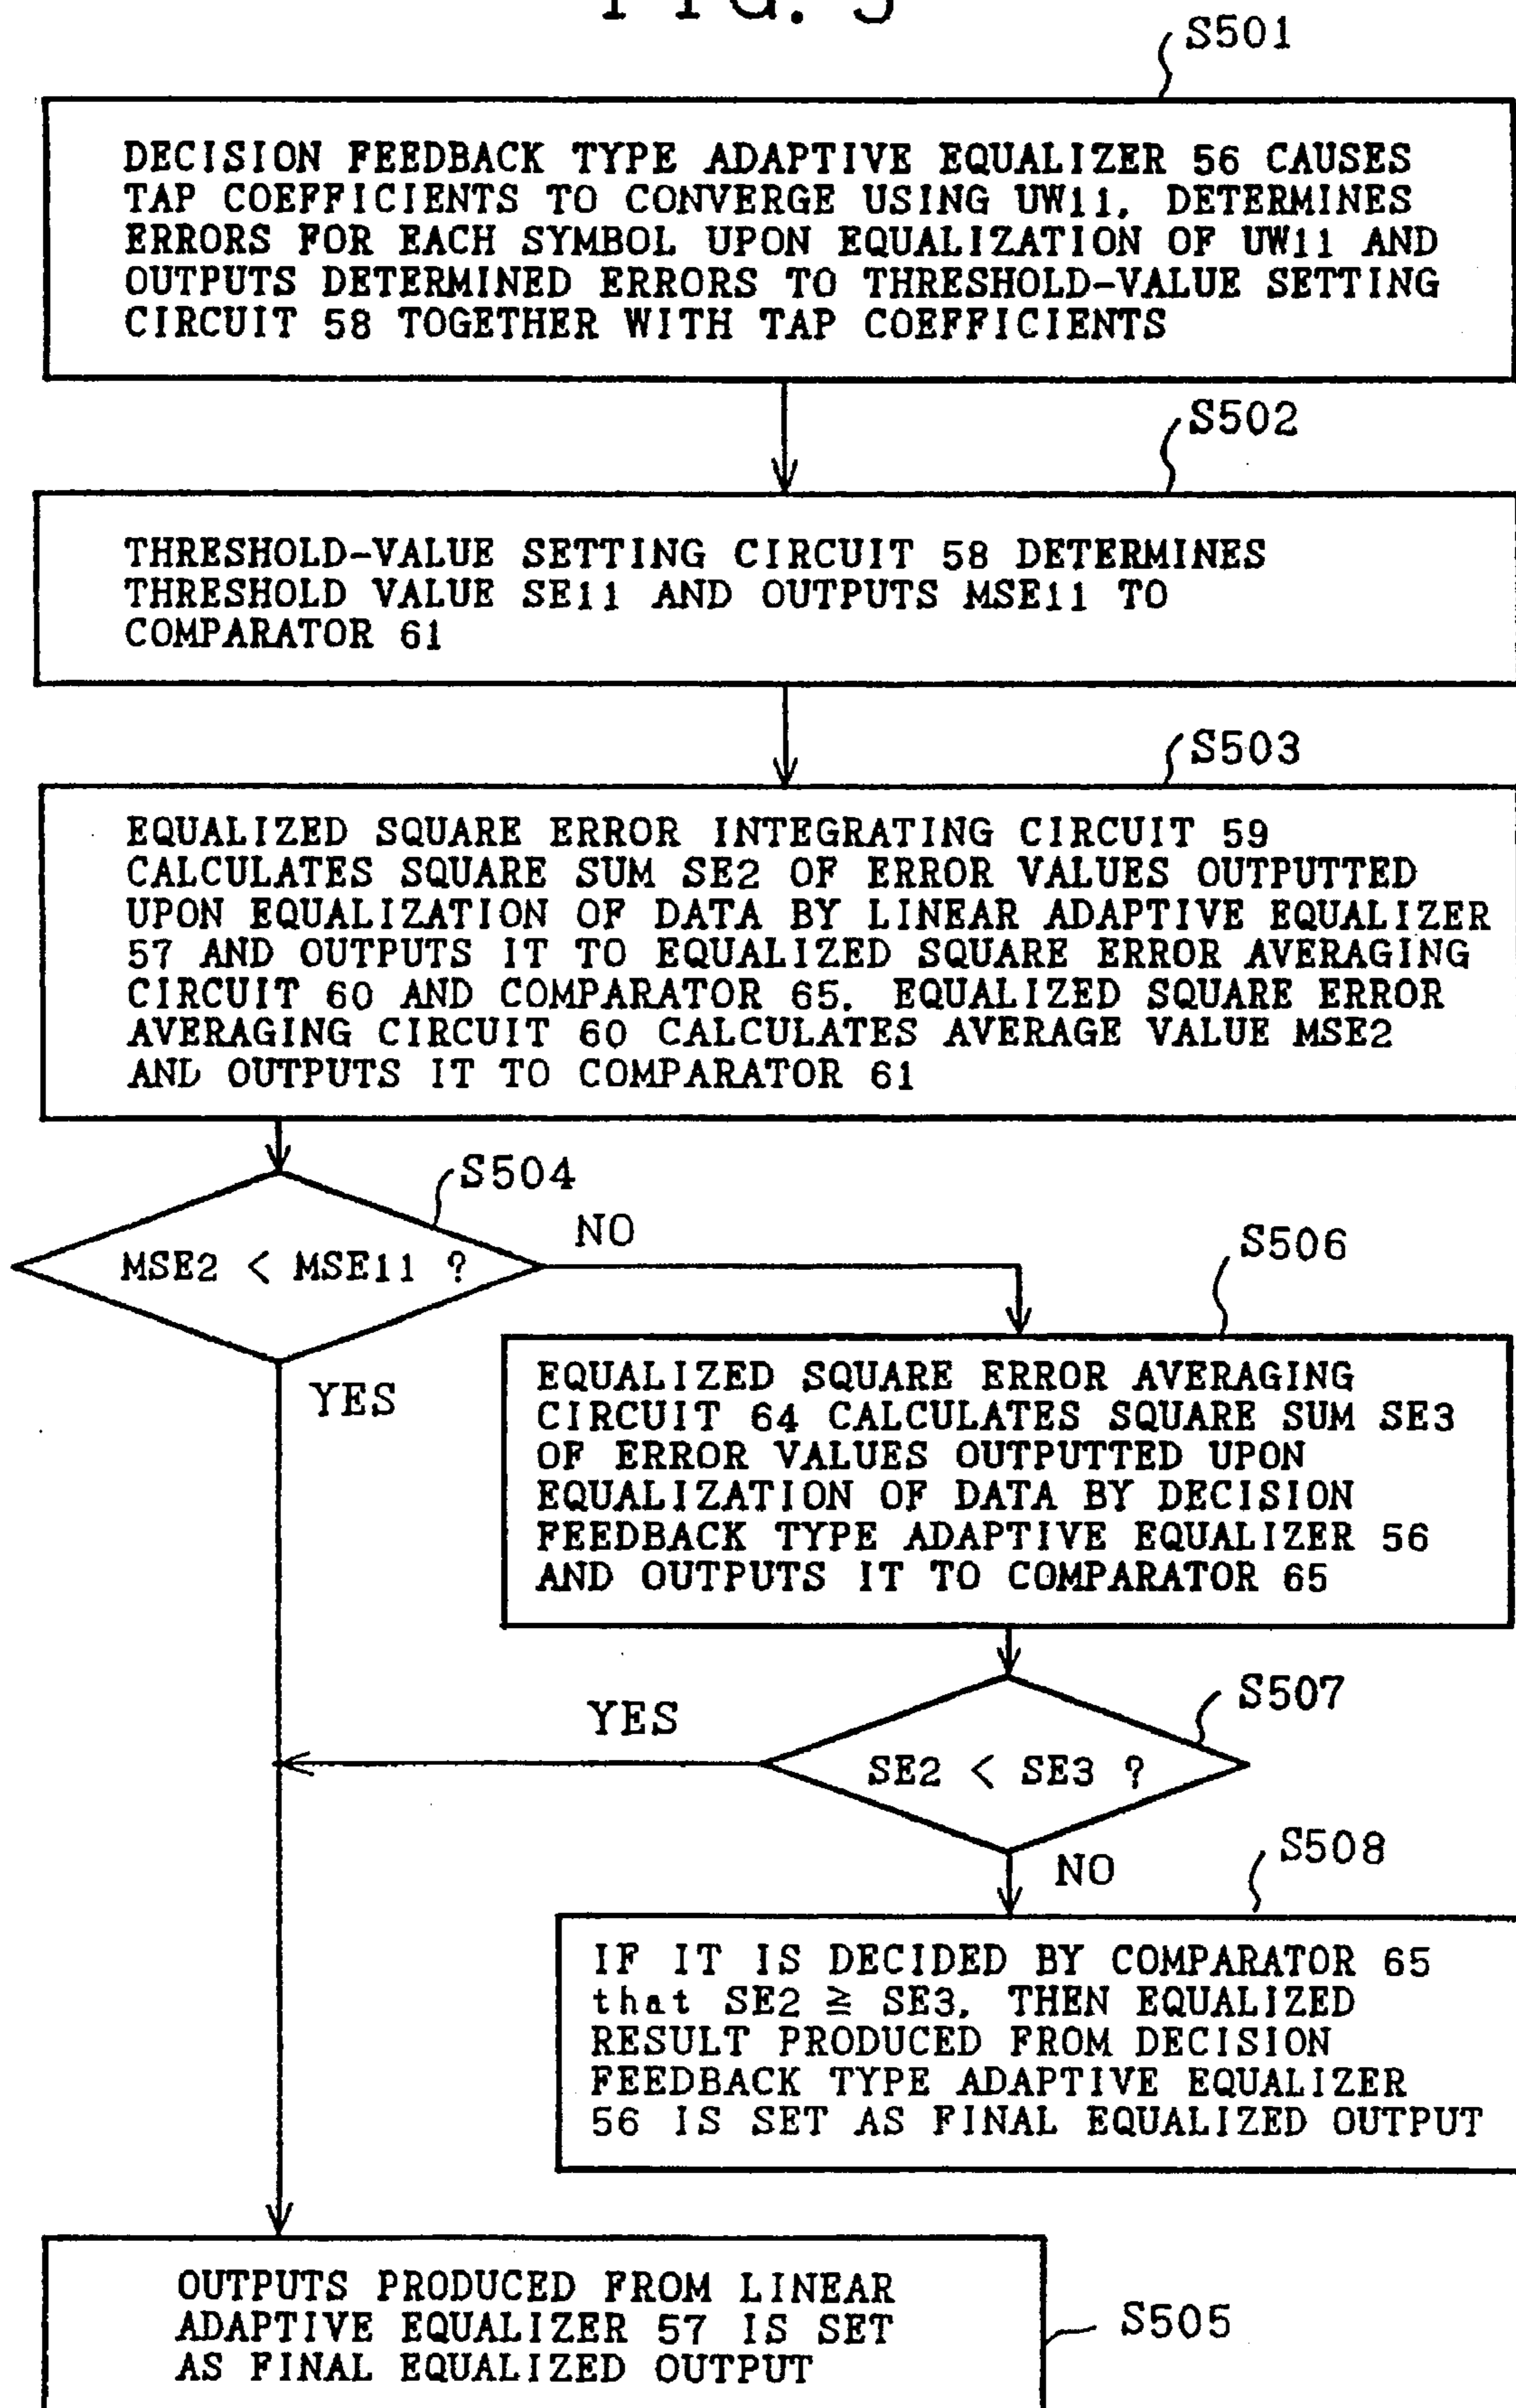 FIG. 5
S501
DECISION FEEDBACK TYPE ADAPTIVE EQUALIZER 56 CAUSES
TAP COEFFICIENTS TO CONVERGE USING UW11, DETERMINES
ERRORS FOR EACH SYMBOL UPON EQUALIZATION OF UW11 AND
OUTPUTS DETERMINED ERRORS TO THRESHOLD-VALUE SETTING
CIRCUIT 58 TOGETHER WITH TAP COEFFICIENTS
S502
THRESHOLD-VALUE SETTING CIRCUIT 58 DETERMINES
THRESHOLD VALUE SE11 AND OUTPUTS MSE11 TO
COMPARATOR 61
S503
EQUALIZED SQUARE ERROR INTEGRATING CIRCUIT 59
CALCULATES SQUARE SUM SE2 OF ERROR VALUES OUTPUTTED
UPON EQUALIZATION OF DATA BY LINEAR ADAPTIVE EQUALIZER
57 AND OUTPUTS IT TO EQUALIZED SQUARE ERROR AVERAGING
CIRCUIT 60 AND COMPARATOR 65. EQUALIZED SQUARE ERROR
AVERAGING CIRCUIT 60 CALCULATES AVERAGE VALUE MSE2
AND OUTPUTS IT TO COMPARATOR 61
S504
MSE2 < MSE11 ?
NO
YES
S506
EQUALIZED SQUARE ERROR AVERAGING
CIRCUIT 64 CALCULATES SQUARE SUM SE3
OF ERROR VALUES OUTPUTTED UPON
EQUALIZATION OF DATA BY DECISION
FEEDBACK TYPE ADAPTIVE EQUALIZER 56
AND OUTPUTS IT TO COMPARATOR 65
S507
YES
SE2 < SE3 ?
NO
S508
IF IT IS DECIDED BY COMPARATOR 65
that SE2 ≧ SE3, THEN EQUALIZED
RESULT PRODUCED FROM DECISION
FEEDBACK TYPE ADAPTIVE EQUALIZER
56 IS SET AS FINAL EQUALIZED OUTPUT
OUTPUTS PRODUCED FROM LINEAR
ADAPTIVE EQUALIZER 57 IS SET
AS FINAL EQUALIZED OUTPUT
S505